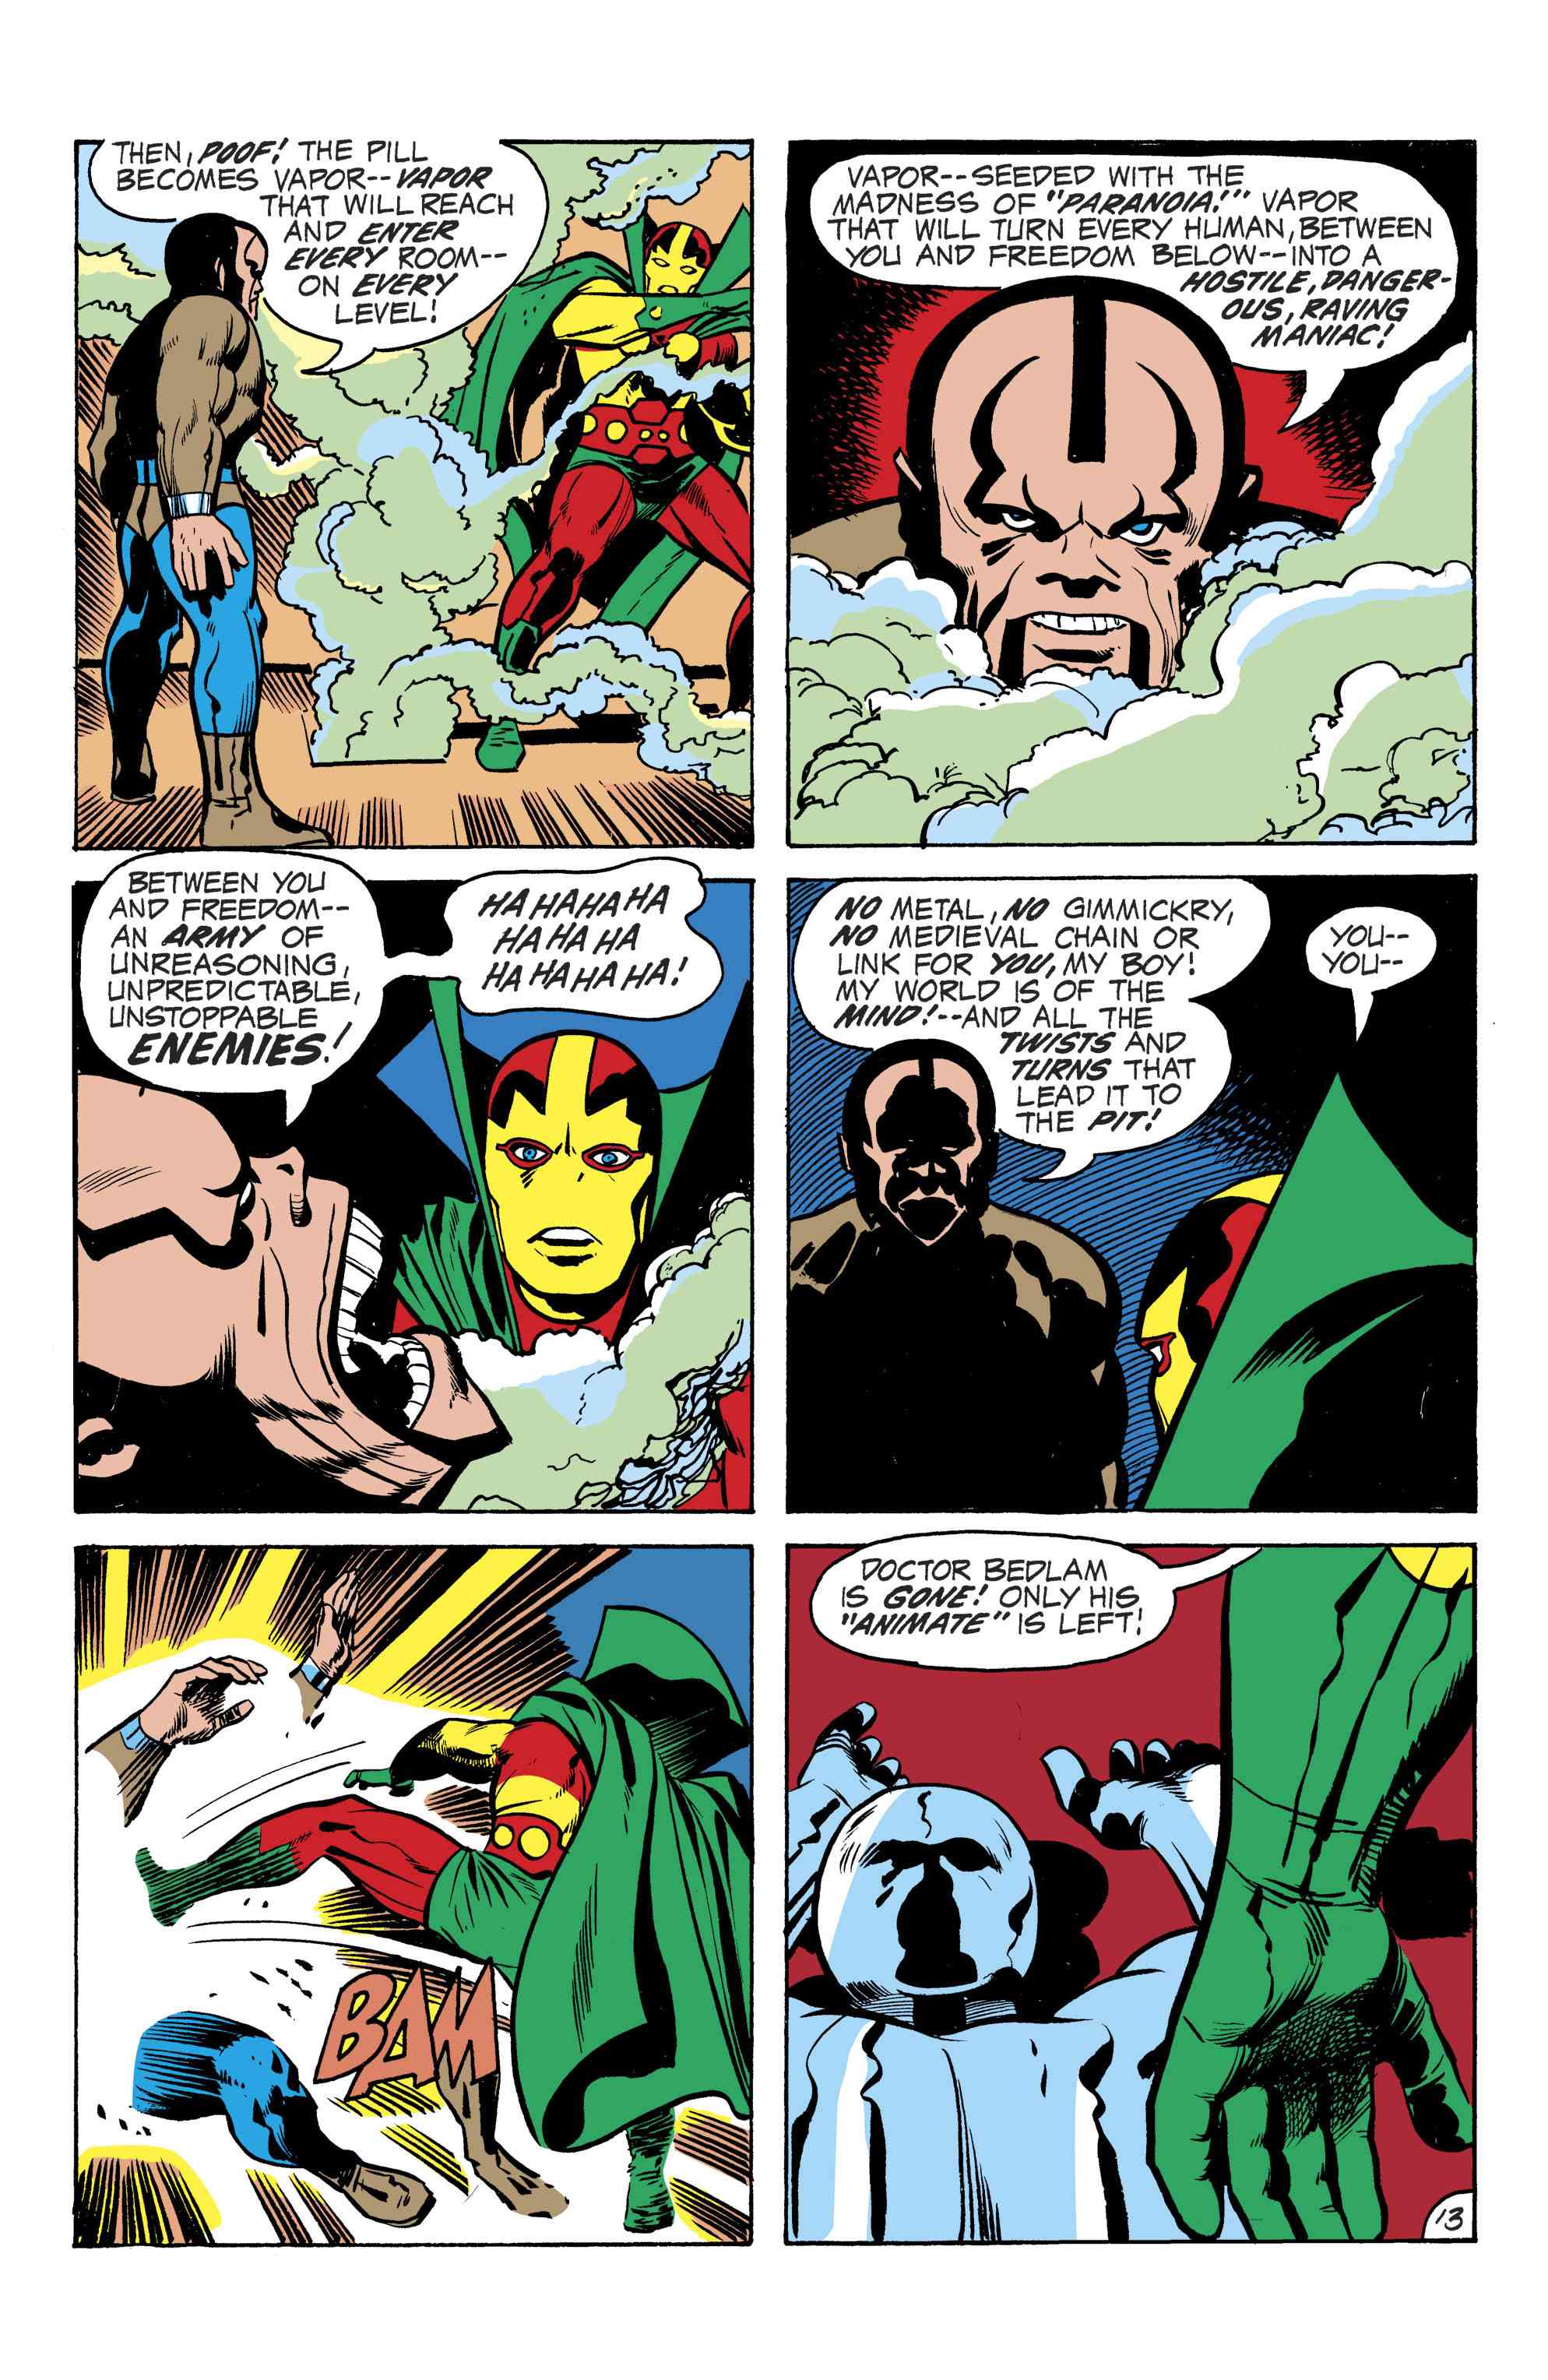 THEN, POOF! THE PILL
BECOMES VAPOR--VAPOR
THAT WILL REACH
AND ENTER
EVERY ROOM--
ON EVERY
LEVEL!
VAPOR--SEEDED WITH THE
MADNESS OF "PARANOIA!" VAPOR
THAT WILL TURN EVERY HUMAN, BETWEEN
YOU AND FREEDOM BELOW--INTO A
HOSTILE, DANGER-
OUS, RAVING
MANIAC!
BETWEEN YOU
AND FREEDOM--
AN ARMY OF
UNREASONING,
UNPREDICTABLE,
UNSTOPPABLE
ENEMIES!
HA HAHAHA
HA HA HA
HA HA HA HA!
NO METAL, NO GIMMICKRY,
NO MEDIEVAL CHAIN OR
LINK FOR YOU, MY BOY!
MY WORLD IS OF THE
MIND!--AND ALL THE
TWISTS AND
TURNS THAT
LEAD IT TO
THE PIT!
YOU--
YOU--
BAM
DOCTOR BEDLAM
IS GONE! ONLY HIS
"ANIMATE" IS LEFT!
13